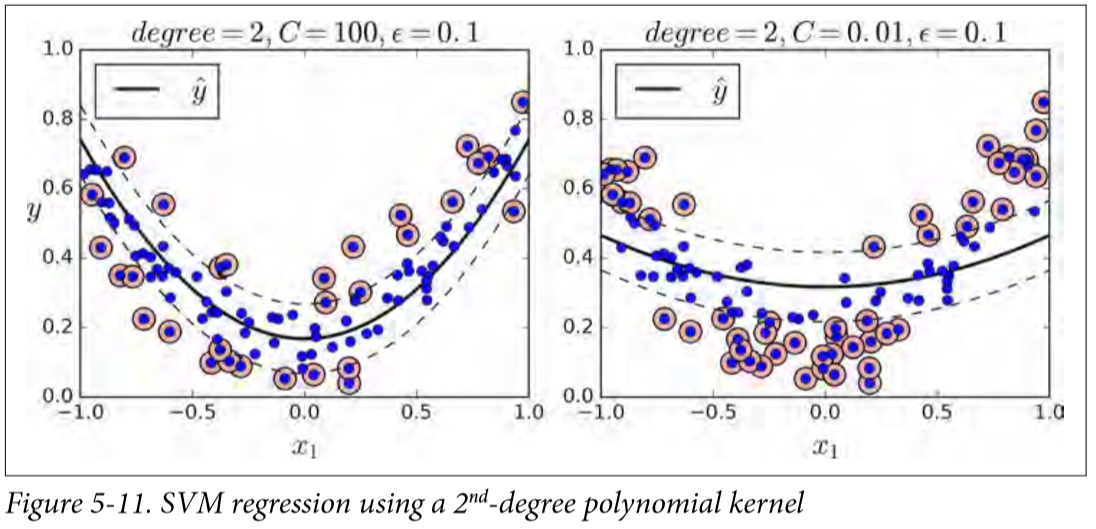 degree = 2, C = 100, ϵ = 0.1
ŷ
1.0
0.8
0.6
0.4
0.2
0.0
y
−1.0 −0.5 0.0 0.5 1.0
x₁
degree = 2, C = 0.01, ϵ = 0.1
ŷ
1.0
0.8
0.6
0.4
0.2
0.0
−1.0 −0.5 0.0 0.5 1.0
x₁
Figure 5-11. SVM regression using a 2ⁿᵈ-degree polynomial kernel